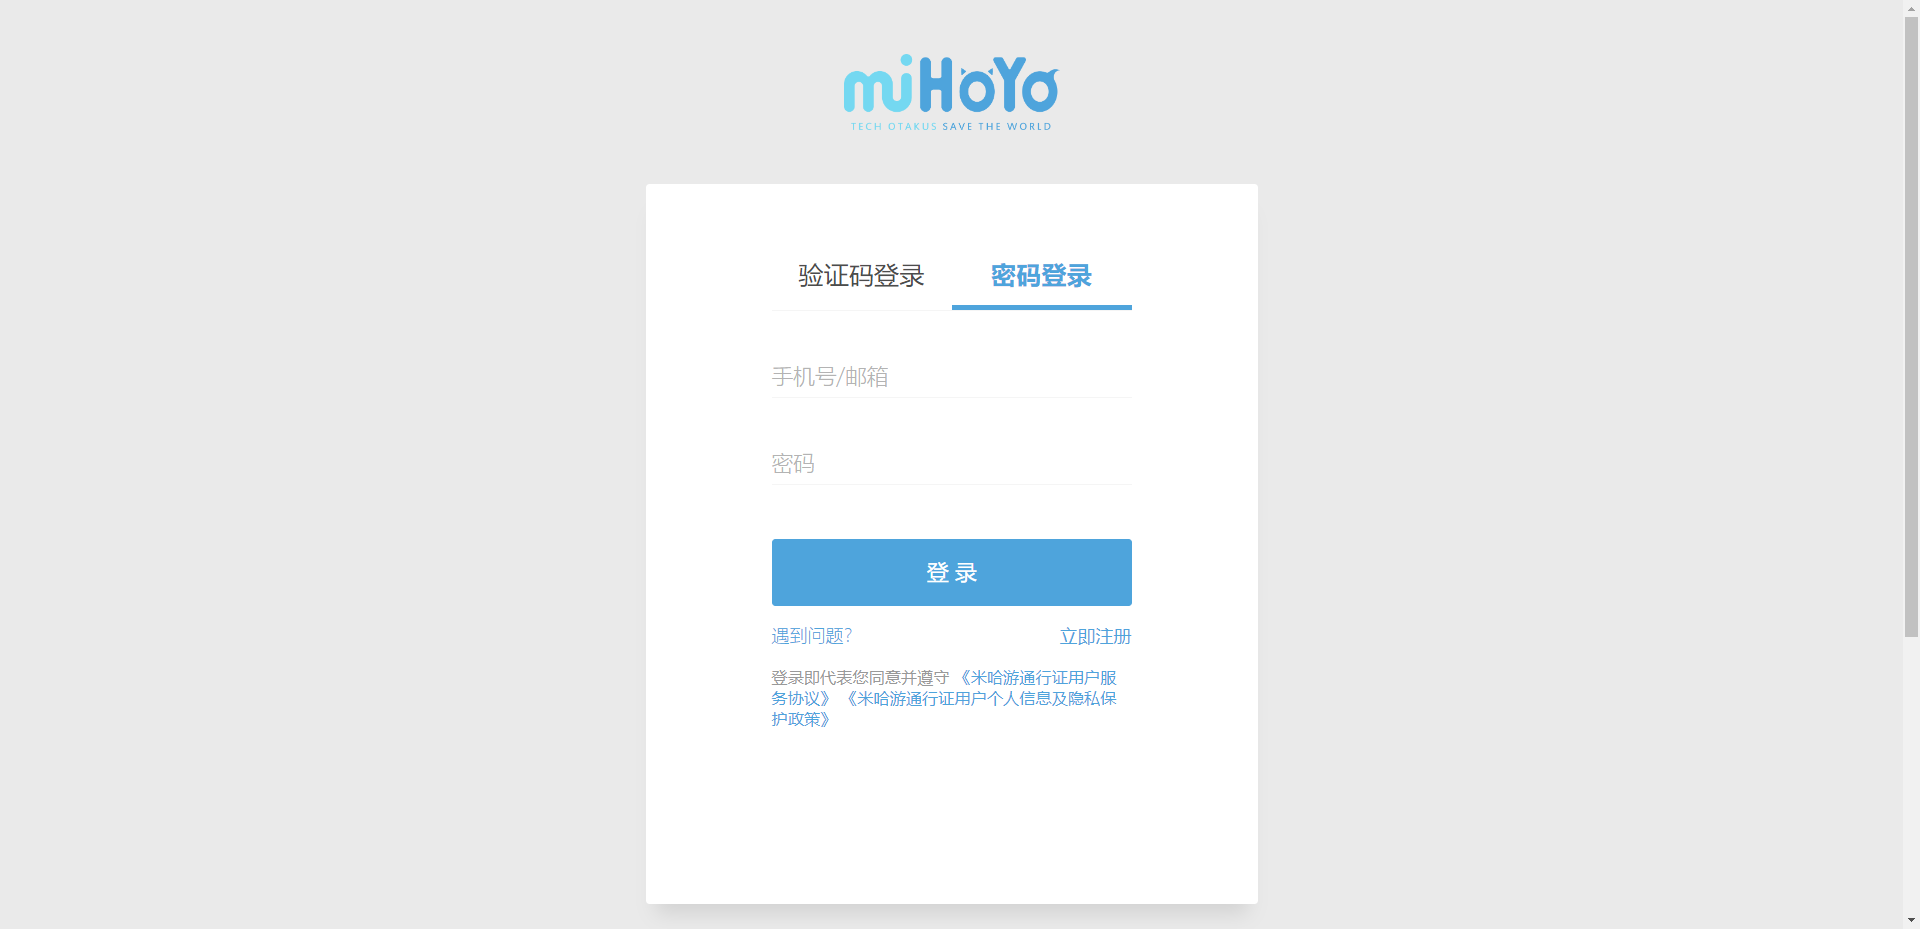 miHoYo
TECH OTAKUS SAVE THE WORLD
验证码登录
密码登录
手机号/邮箱
密码
登 录
遇到问题?
立即注册
登录即代表您同意并遵守 《米哈游通行证用户服
务协议》 《米哈游通行证用户个人信息及隐私保
护政策》